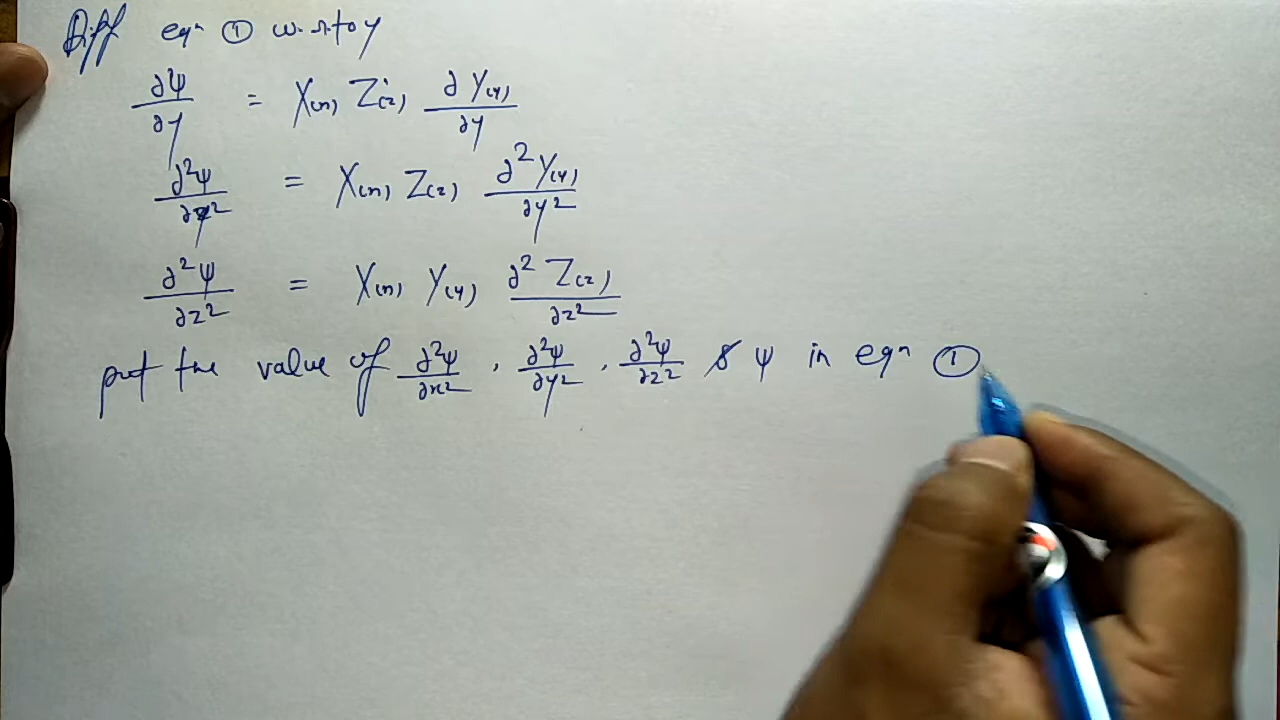 Diff eqn ① w.r.to y
∂ψ/∂y = X(x) Z(z) ∂Y(y)/∂y
∂²ψ/∂y² = X(x) Z(z) ∂²Y(y)/∂y²
∂²ψ/∂z² = X(x) Y(y) ∂²Z(z)/∂z²
put the value of ∂²ψ/∂x² , ∂²ψ/∂y² , ∂²ψ/∂z² & ψ in eqn ①